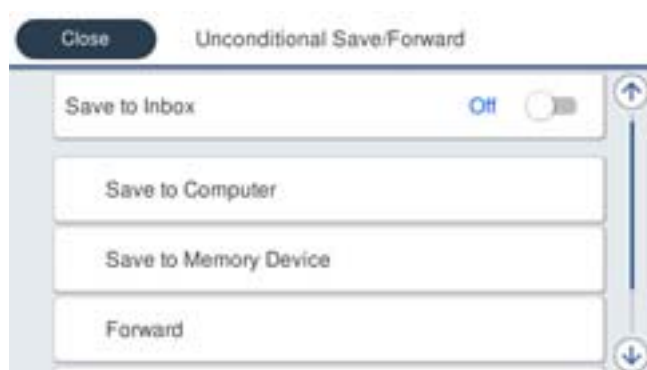 Close
Unconditional Save/Forward
Save to Inbox
Off
Save to Computer
Save to Memory Device
Forward